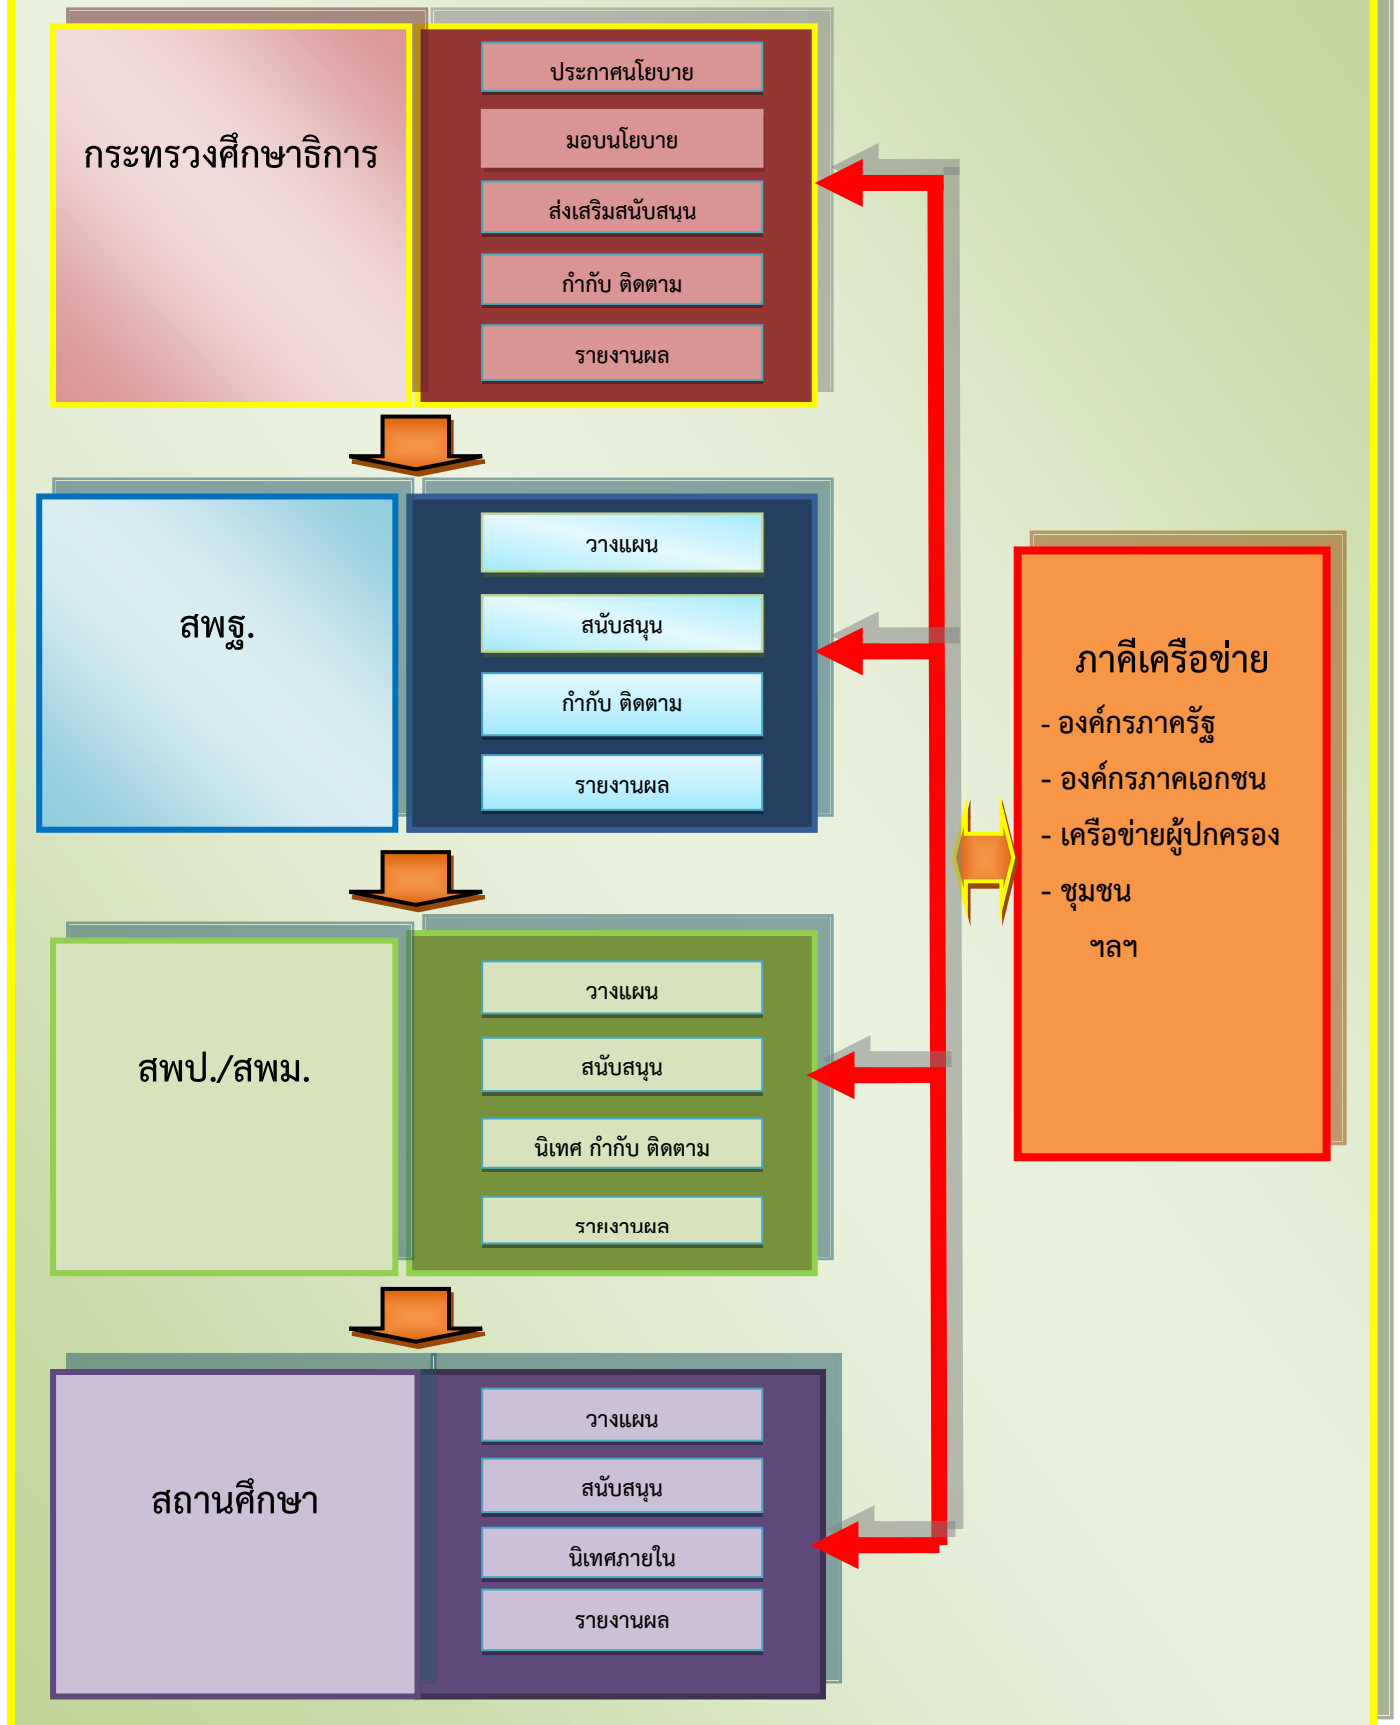 กระทรวงศึกษาธิการ
ประกาศนโยบาย
มอบนโยบาย
ส่งเสริมสนับสนุน
กำกับ ติดตาม
รายงานผล
สพฐ.
วางแผน
สนับสนุน
กำกับ ติดตาม
รายงานผล
ภาคีเครือข่าย
- องค์กรภาครัฐ
- องค์กรภาคเอกชน
- เครือข่ายผู้ปกครอง
- ชุมชน
ฯลฯ
สพป./สพม.
วางแผน
สนับสนุน
นิเทศ กำกับ ติดตาม
รายงานผล
สถานศึกษา
วางแผน
สนับสนุน
นิเทศภายใน
รายงานผล